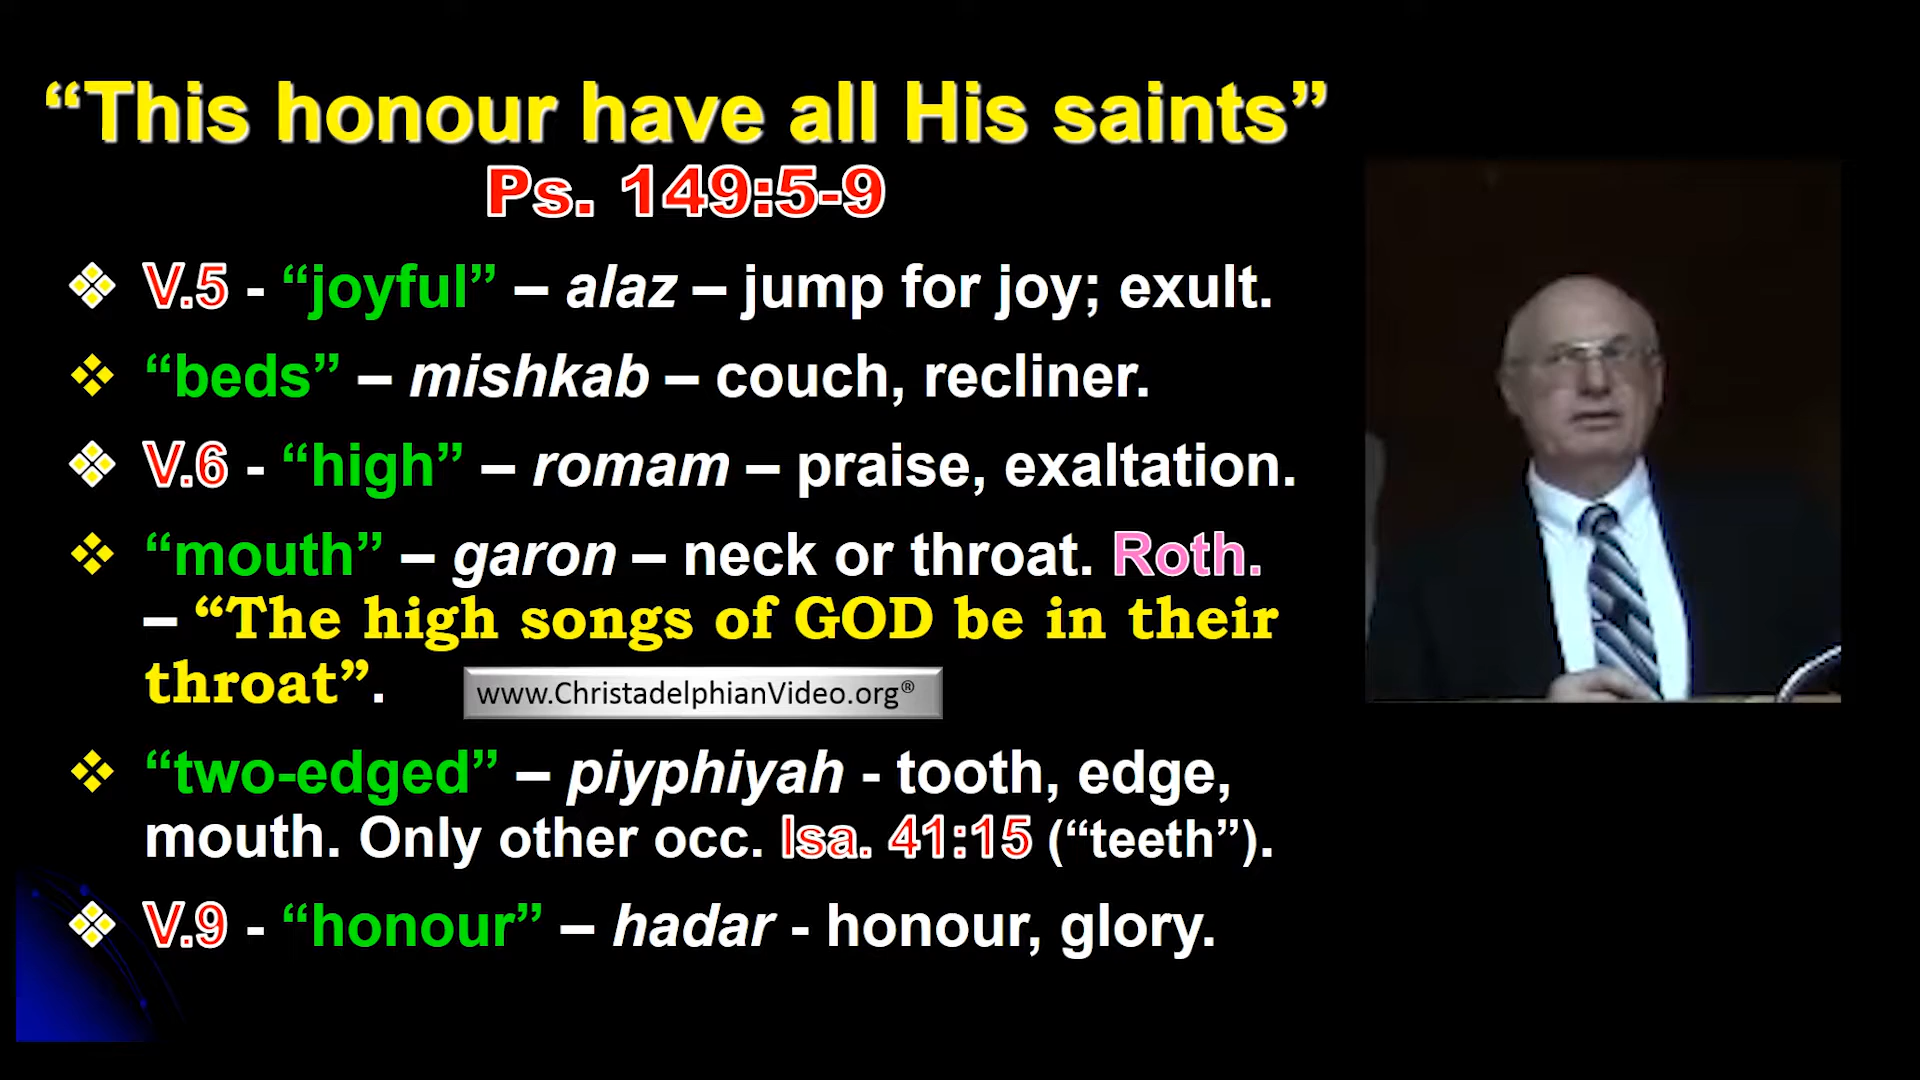 “This honour have all His saints”
Ps. 149:5-9
V.5 - “joyful” – alaz – jump for joy; exult.
“beds” – mishkab – couch, recliner.
V.6 - “high” – romam – praise, exaltation.
“mouth” – garon – neck or throat. Roth.
– “The high songs of GOD be in their
throat”.
www.ChristadelphianVideo.org®
“two-edged” – piyphiyah - tooth, edge,
mouth. Only other occ. Isa. 41:15 (“teeth”).
V.9 - “honour” – hadar - honour, glory.